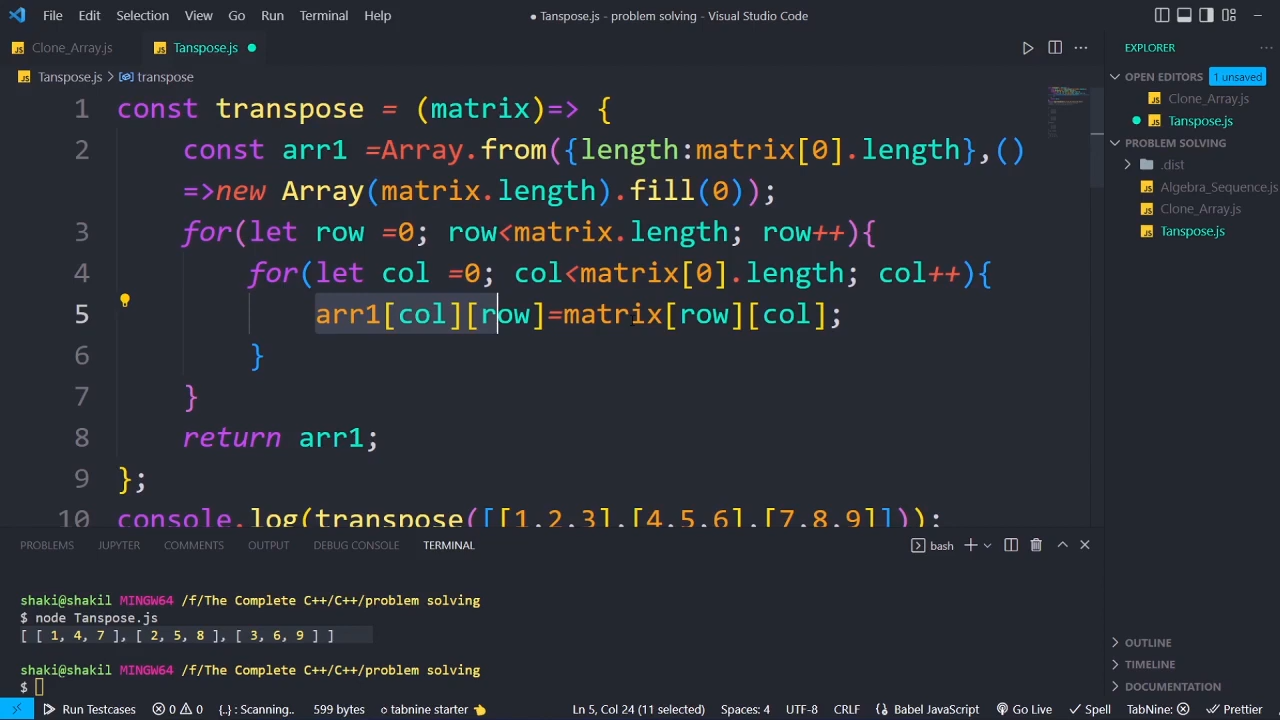 File Edit Selection View Go Run Terminal Help
● Tanspose.js - problem solving - Visual Studio Code
JS Clone_Array.js
JS Tanspose.js ●
JS Tanspose.js > transpose
1 const transpose = (matrix)=> {
2 const arr1 =Array.from({length:matrix[0].length},()
=>new Array(matrix.length).fill(0));
3 for(let row =0; row<matrix.length; row++){
4 for(let col =0; col<matrix[0].length; col++){
5 arr1[col][row]=matrix[row][col];
6 }
7 }
8 return arr1;
9 };
10 console.log(transpose([[1,2,3],[4,5,6],[7,8,9]]));
EXPLORER
OPEN EDITORS 1 unsaved
JS Clone_Array.js
● JS Tanspose.js
PROBLEM SOLVING
.dist
JS Algebra_Sequence.js
JS Clone_Array.js
JS Tanspose.js
OUTLINE
TIMELINE
DOCUMENTATION
PROBLEMS JUPYTER COMMENTS OUTPUT DEBUG CONSOLE TERMINAL
bash
shaki@shakil MINGW64 /f/The Complete C++/C++/problem solving
$ node Tanspose.js
[ [ 1, 4, 7 ], [ 2, 5, 8 ], [ 3, 6, 9 ] ]
shaki@shakil MINGW64 /f/The Complete C++/C++/problem solving
$
Run Testcases 0 0 {..} : Scanning.. 599 bytes o tabnine starter 👈 Ln 5, Col 24 (11 selected) Spaces: 4 UTF-8 CRLF Babel JavaScript Go Live Spell TabNine: Prettier